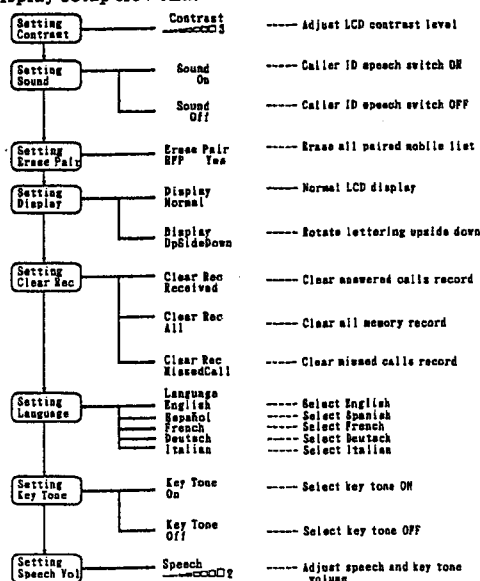 Setting Contrast
Contrast 3
Adjust LCD contrast level
Setting Sound
Sound On
Caller ID speech switch ON
Sound Off
Caller ID speech switch OFF
Setting Erase Pair
Erase Pair
Yes
Erase all paired mobile list
Setting Display
Display Normal
Normal LCD display
Display UpSideDown
Rotate lettering upside down
Setting Clear Rec
Clear Rec Received
Clear answered calls record
Clear Rec All
Clear all memory record
Clear Rec MissedCall
Clear missed calls record
Setting Language
Language
English
Select English
Español
Select Spanish
French
Select French
Deutsch
Select Deutsch
Italian
Select Italian
Setting Key Tone
Key Tone On
Select key tone ON
Key Tone Off
Select key tone OFF
Setting Speech Vol
Speech 2
Adjust speech and key tone
volume